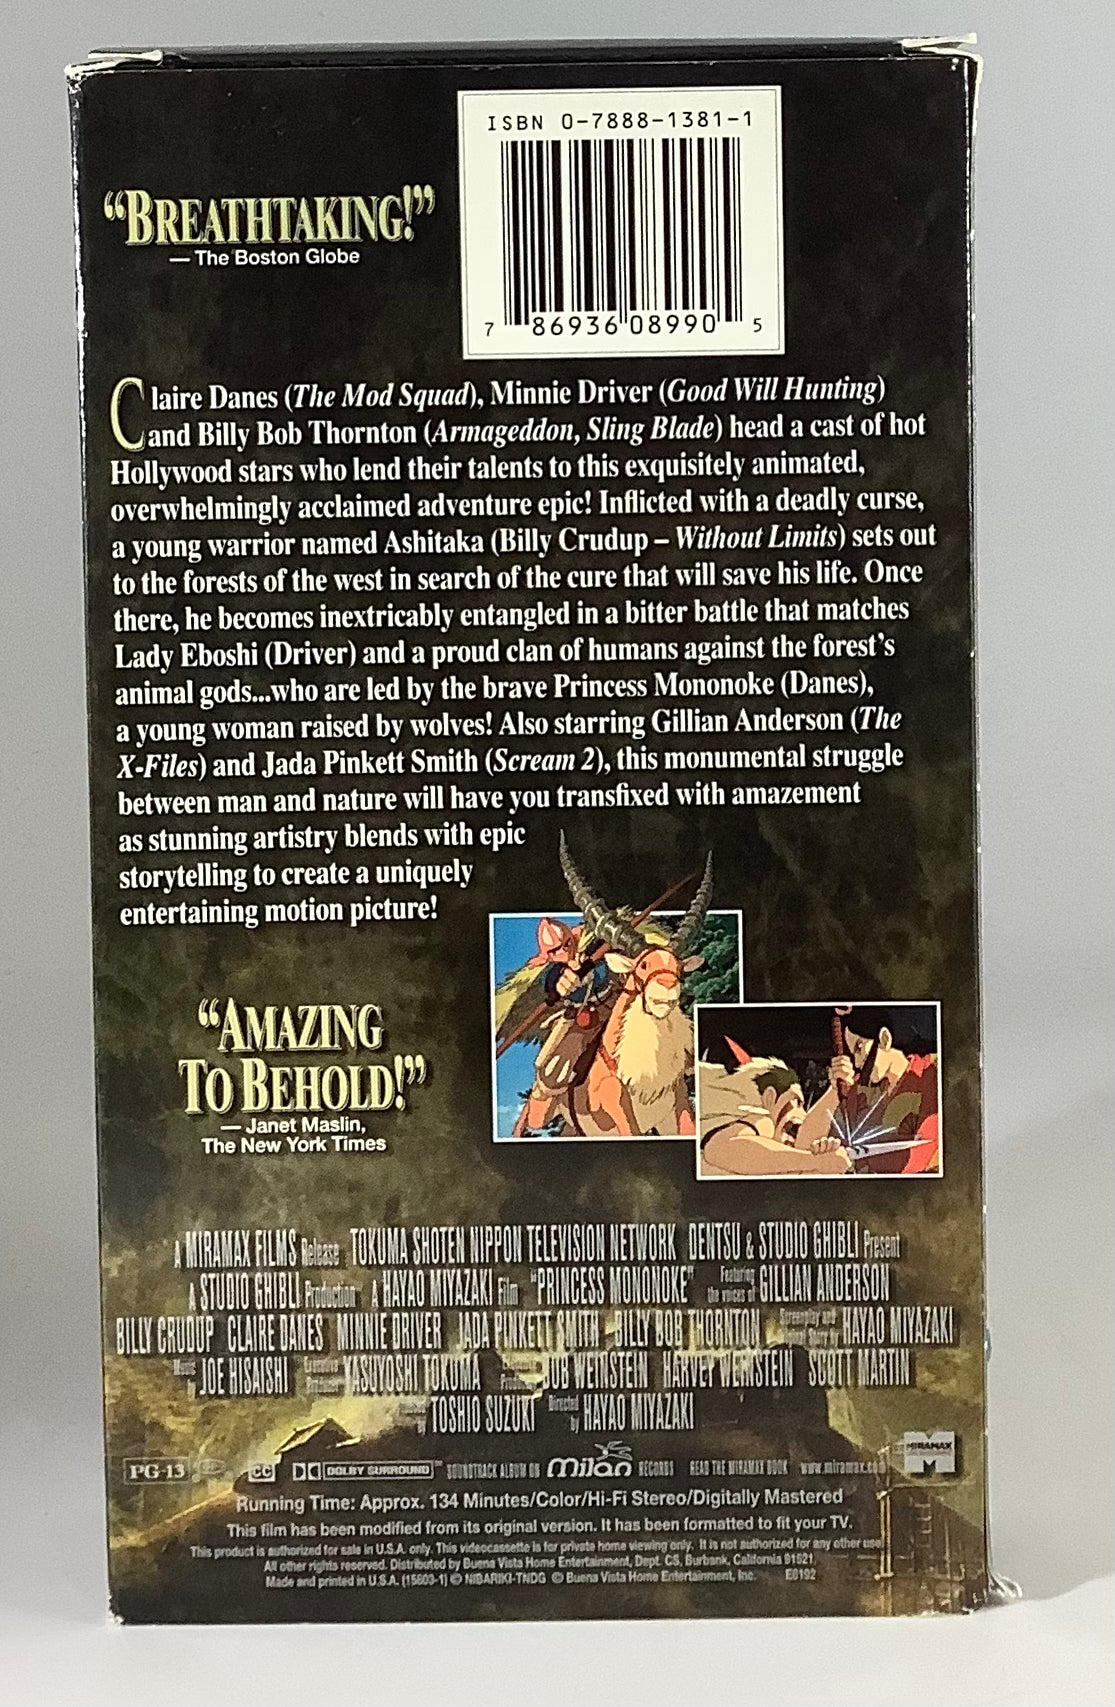 ISBN 0-7888-1381-1
7 86936 08990 5
“BREATHTAKING!”
— The Boston Globe
Claire Danes (The Mod Squad), Minnie Driver (Good Will Hunting)
and Billy Bob Thornton (Armageddon, Sling Blade) head a cast of hot
Hollywood stars who lend their talents to this exquisitely animated,
overwhelmingly acclaimed adventure epic! Inflicted with a deadly curse,
a young warrior named Ashitaka (Billy Crudup – Without Limits) sets out
to the forests of the west in search of the cure that will save his life. Once
there, he becomes inextricably entangled in a bitter battle that matches
Lady Eboshi (Driver) and a proud clan of humans against the forest’s
animal gods...who are led by the brave Princess Mononoke (Danes),
a young woman raised by wolves! Also starring Gillian Anderson (The
X-Files) and Jada Pinkett Smith (Scream 2), this monumental struggle
between man and nature will have you transfixed with amazement
as stunning artistry blends with epic
storytelling to create a uniquely
entertaining motion picture!
“AMAZING
TO BEHOLD!”
— Janet Maslin,
The New York Times
A MIRAMAX FILMS Release TOKUMA SHOTEN NIPPON TELEVISION NETWORK DENTSU & STUDIO GHIBLI Present
A STUDIO GHIBLI Production A HAYAO MIYAZAKI Film "PRINCESS MONONOKE" Featuring the voices of GILLIAN ANDERSON
BILLY CRUDUP CLAIRE DANES MINNIE DRIVER JADA PINKETT SMITH BILLY BOB THORNTON Screenplay and HAYAO MIYAZAKI
Music by JOE HISAISHI Executive Producer YASUYOSHI TOKUMA BOB WEINSTEIN HARVEY WEINSTEIN SCOTT MARTIN
by TOSHIO SUZUKI Directed by HAYAO MIYAZAKI
PG-13 CC DOLBY SURROUND SOUNDTRACK ALBUM ON milan RECORDS READ THE MIRAMAX BOOK www.miramax.com MIRAMAX
Running Time: Approx. 134 Minutes/Color/Hi-Fi Stereo/Digitally Mastered
This film has been modified from its original version. It has been formatted to fit your TV.
This product is authorized for sale in U.S.A. only. This videocassette is for private home viewing only. It is not authorized for any other use.
All other rights reserved. Distributed by Buena Vista Home Entertainment, Dept. CS, Burbank, California 91521.
Made and printed in U.S.A. (15603-1) © NIBARIKI-TNDG © Buena Vista Home Entertainment, Inc. E8192